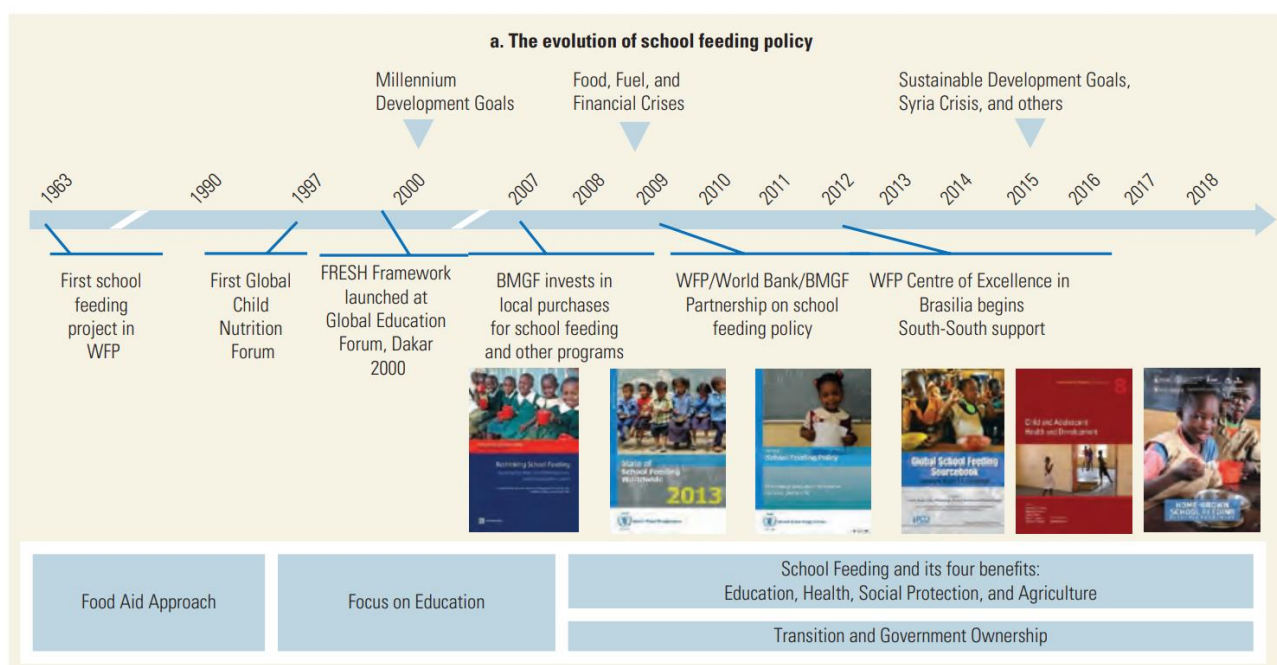 a. The evolution of school feeding policy
Millennium
Development Goals
Food, Fuel, and
Financial Crises
Sustainable Development Goals,
Syria Crisis, and others
1963
1990
1997
2000
2007
2008
2009
2010
2011
2012
2013
2014
2015
2016
2017
2018
First school
feeding
project in
WFP
First Global
Child
Nutrition
Forum
FRESH Framework
launched at
Global Education
Forum, Dakar
2000
BMGF invests in
local purchases
for school feeding
and other programs
WFP/World Bank/BMGF
Partnership on school
feeding policy
WFP Centre of Excellence in
Brasilia begins
South-South support
Rethinking School Feeding
State of
School Feeding
Worldwide
2013
School Feeding Policy
Global School Feeding
Sourcebook
8
Child and Adolescent
Health and Development
HOME-GROWN
SCHOOL FEEDING
Food Aid Approach
Focus on Education
School Feeding and its four benefits:
Education, Health, Social Protection, and Agriculture
Transition and Government Ownership